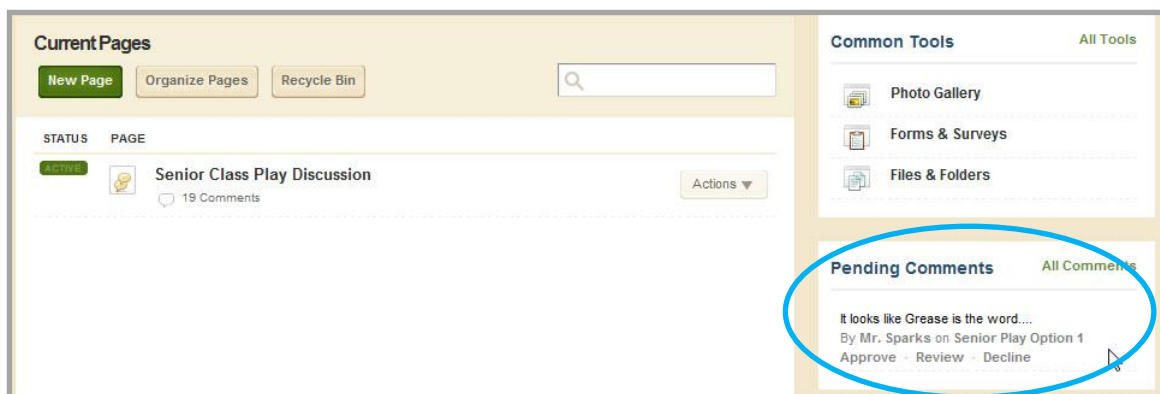 Current Pages
New Page Organize Pages Recycle Bin
STATUS PAGE
ACTIVE
Senior Class Play Discussion
19 Comments
Actions
Common Tools All Tools
Photo Gallery
Forms & Surveys
Files & Folders
Pending Comments All Comments
It looks like Grease is the word....
By Mr. Sparks on Senior Play Option 1
Approve · Review · Decline